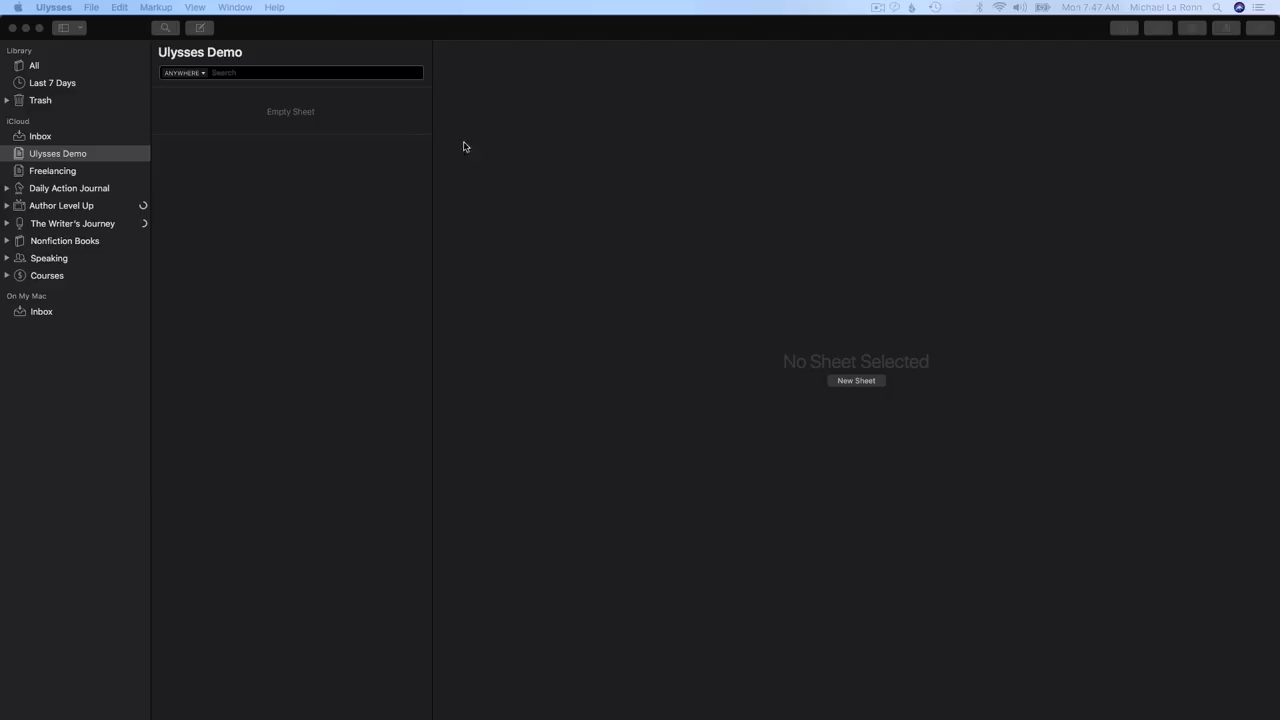 Ulysses File Edit Markup View Window Help Mon 7:47 AM Michael La Ronn
Library
All
Last 7 Days
Trash
iCloud
Inbox
Ulysses Demo
Freelancing
Daily Action Journal
Author Level Up
The Writer's Journey
Nonfiction Books
Speaking
Courses
On My Mac
Inbox
Ulysses Demo
ANYWHERE Search
Empty Sheet
No Sheet Selected
New Sheet